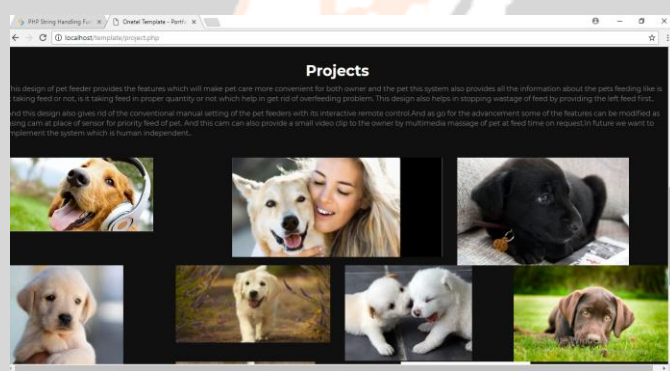 PHP String Handling Fu
Onetel Template - Portfo
localhost/template/project.php
Projects
his design of pet feeder provides the features which will make pet care more convenient for both owner and the pet this system also provides all the information about the pets feeding like is
taking feed or not, is it taking feed in proper quantity or not which help in get rid of overfeeding problem. This design also helps in stopping wastage of feed by providing the left feed first..
nd this design also gives rid of the conventional manual setting of the pet feeders with its interactive remote control.And as go for the advancement some of the features can be modified as
sing cam at place of sensor for priority feed of pet. And this cam can also provide a small video clip to the owner by multimedia massage of pet at feed time on request.In future we want to
mplement the system which is human independent..